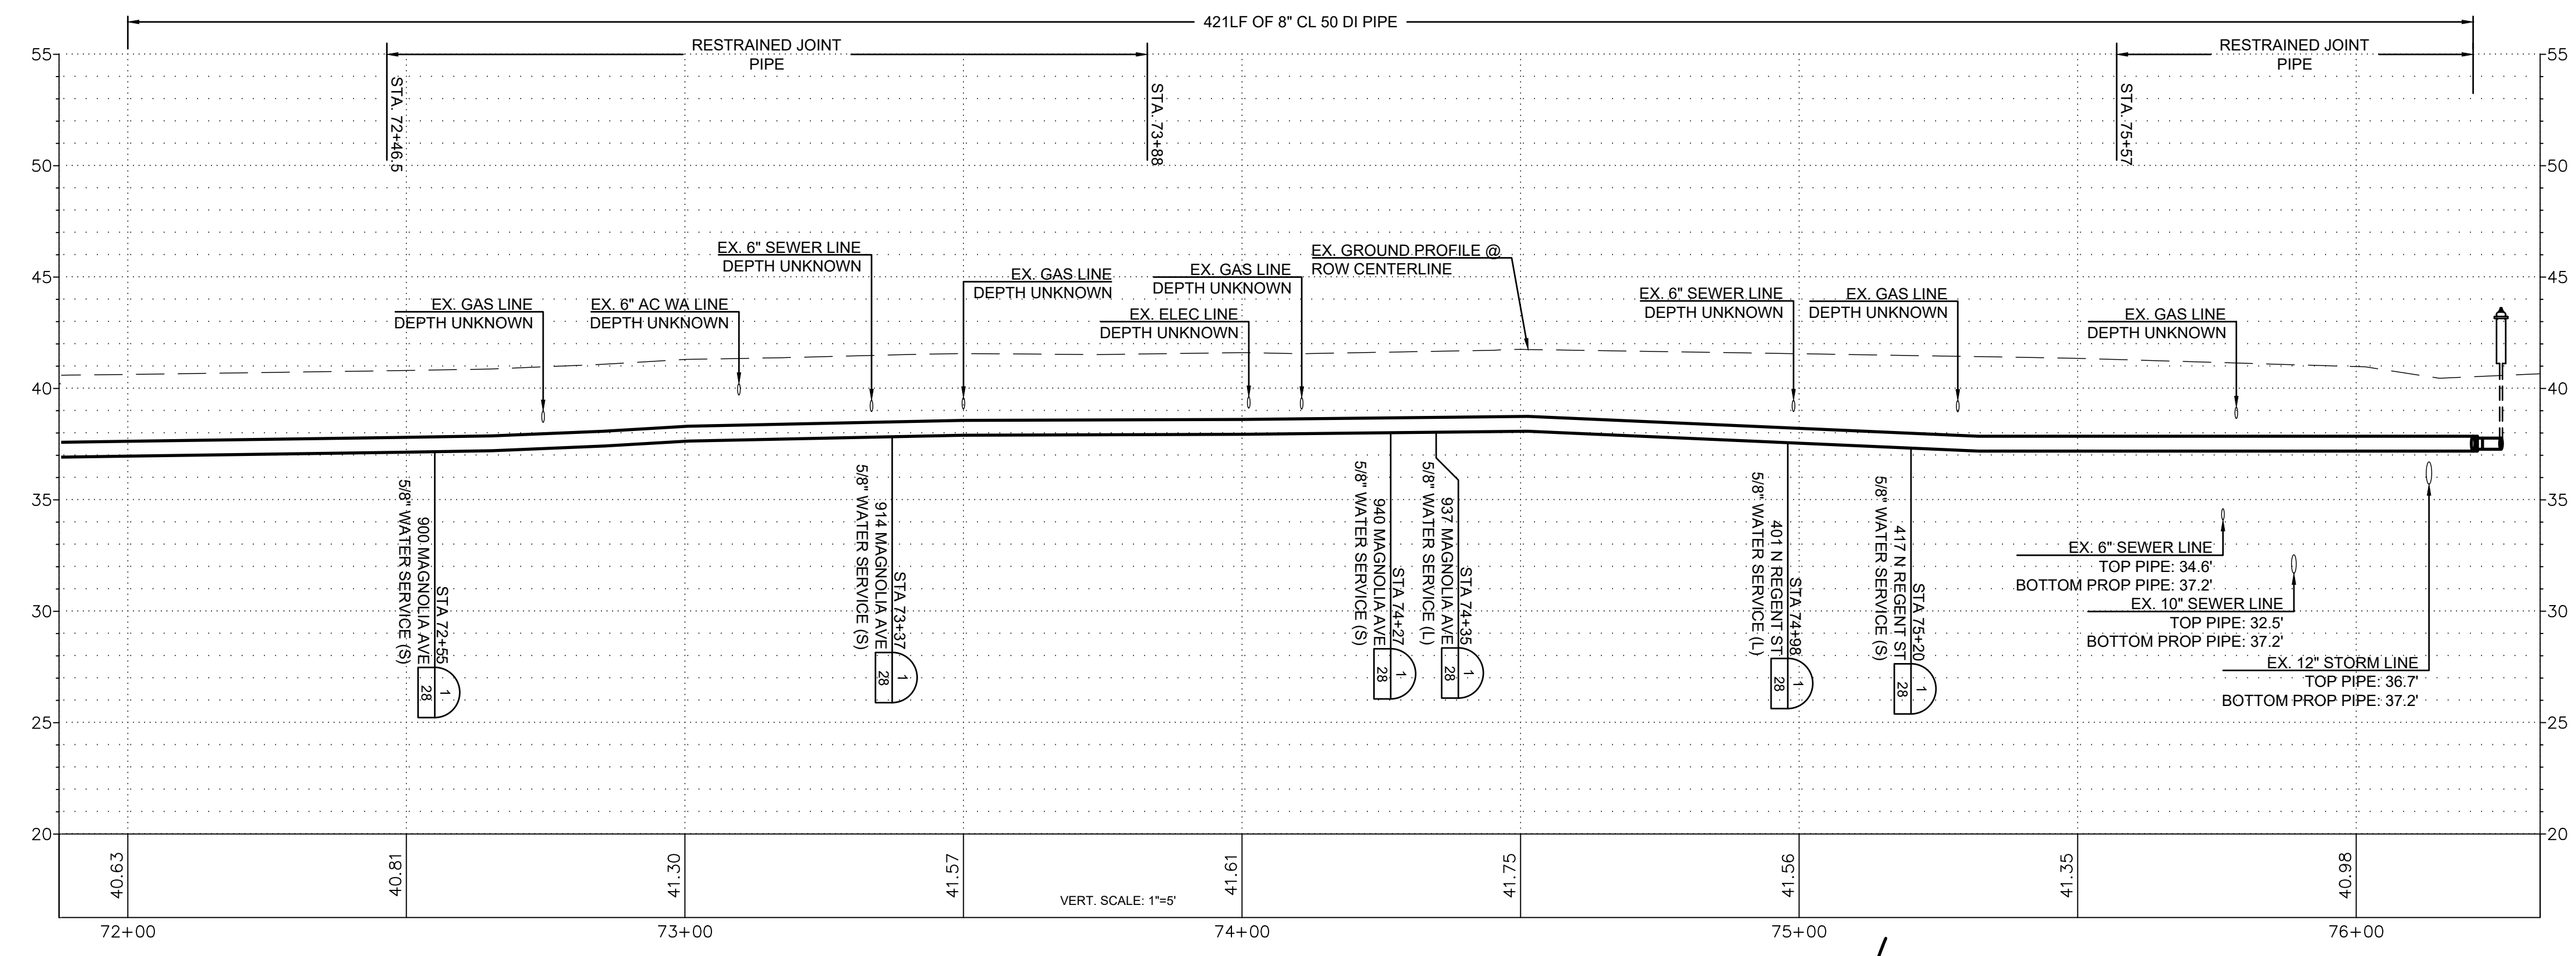 421LF OF 8" CL 50 DI PIPE
RESTRAINED JOINT
PIPE
RESTRAINED JOINT
PIPE
STA. 72+46.5
STA. 73+88
STA. 75+57
55
50
45
40
35
30
25
20
55
50
45
40
35
30
25
20
EX. GAS LINE
DEPTH UNKNOWN
EX. 6" AC WA LINE
DEPTH UNKNOWN
EX. 6" SEWER LINE
DEPTH UNKNOWN
EX. GAS LINE
DEPTH UNKNOWN
EX. ELEC LINE
DEPTH UNKNOWN
EX. GAS LINE
DEPTH UNKNOWN
EX. GROUND PROFILE @
ROW CENTERLINE
EX. 6" SEWER LINE
DEPTH UNKNOWN
EX. GAS LINE
DEPTH UNKNOWN
EX. GAS LINE
DEPTH UNKNOWN
STA 72+55
900 MAGNOLIA AVE
5/8" WATER SERVICE (S)
1
28
STA 73+37
914 MAGNOLIA AVE
5/8" WATER SERVICE (S)
1
28
STA 74+27
940 MAGNOLIA AVE
5/8" WATER SERVICE (S)
1
28
STA 74+35
937 MAGNOLIA AVE
5/8" WATER SERVICE (L)
1
28
STA 74+98
401 N REGENT ST
5/8" WATER SERVICE (L)
1
28
STA 75+20
417 N REGENT ST
5/8" WATER SERVICE (S)
1
28
EX. 6" SEWER LINE
TOP PIPE: 34.6'
BOTTOM PROP PIPE: 37.2'
EX. 10" SEWER LINE
TOP PIPE: 32.5'
BOTTOM PROP PIPE: 37.2'
EX. 12" STORM LINE
TOP PIPE: 36.7'
BOTTOM PROP PIPE: 37.2'
40.63
40.81
41.30
41.57
41.61
41.75
41.56
41.35
40.98
VERT. SCALE: 1"=5'
72+00
73+00
74+00
75+00
76+00